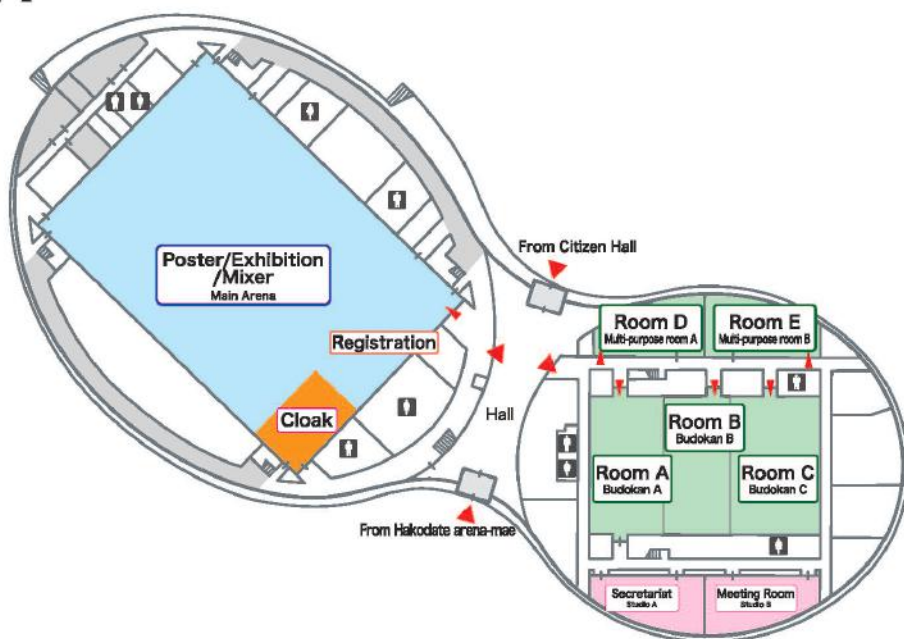 From Citizen Hall
Poster/Exhibition
/Mixer
Main Arena
Room D
Multi-purpose room A
Room E
Multi-purpose room B
Registration
Cloak
Hall
Room B
Budokan B
Room A
Budokan A
Room C
Budokan C
From Hakodate arena-mae
Secretariat
Studio A
Meeting Room
Studio B